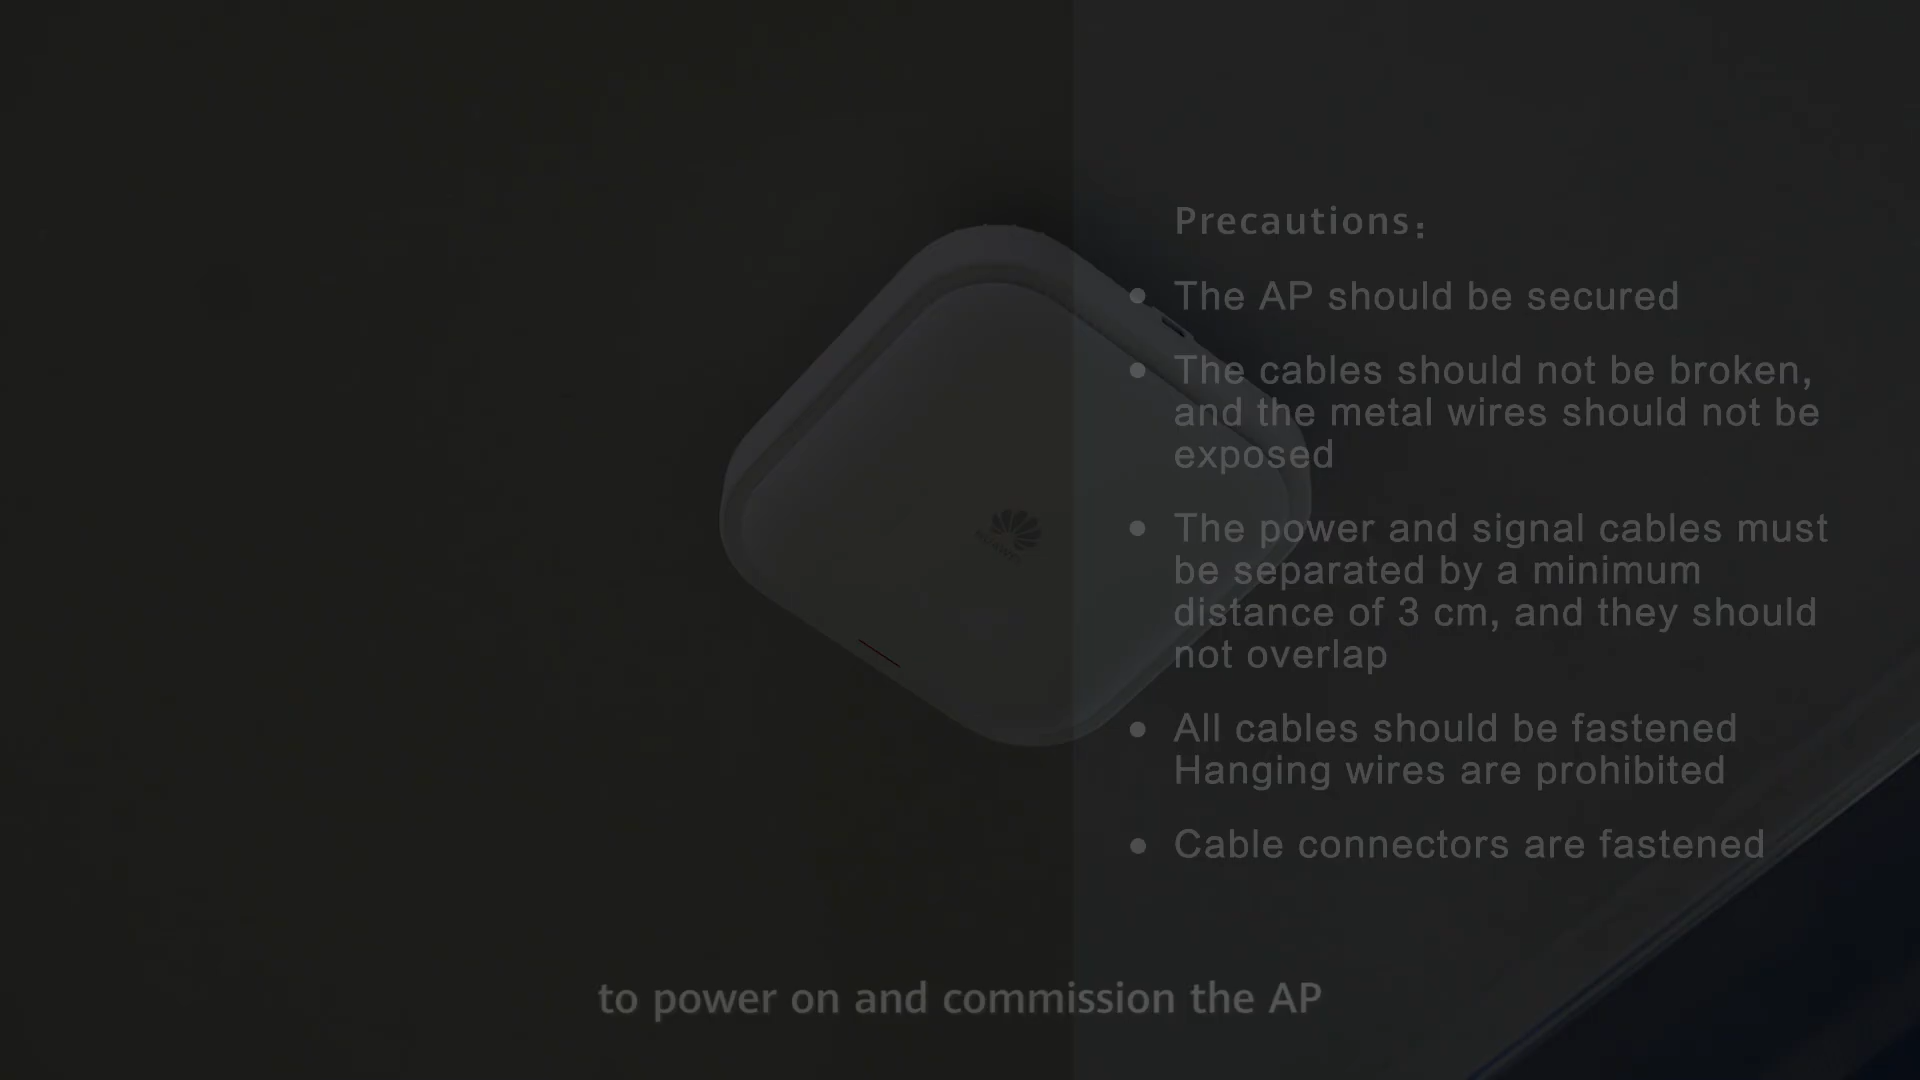 Precautions：
The AP should be secured
The cables should not be broken,
and the metal wires should not be
exposed
The power and signal cables must
be separated by a minimum
distance of 3 cm, and they should
not overlap
All cables should be fastened
Hanging wires are prohibited
Cable connectors are fastened
HUAWEI
to power on and commission the AP